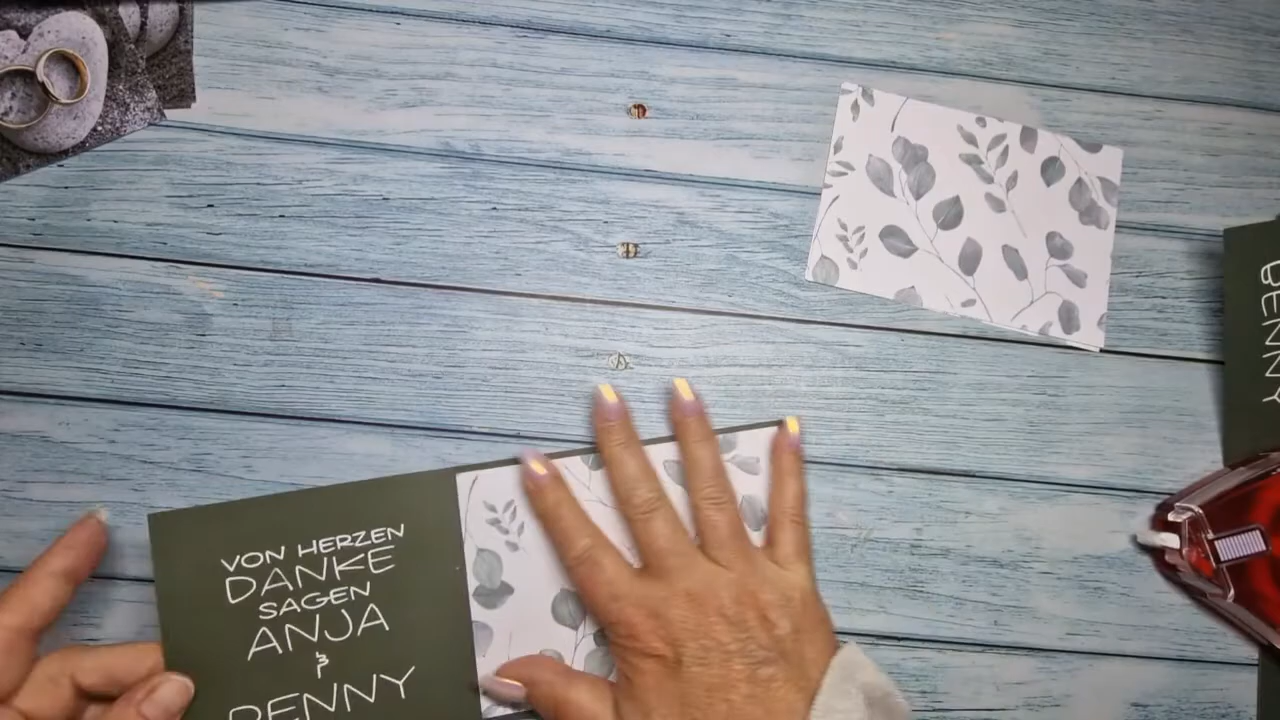 VON HERZEN
DANKE
SAGEN
ANJA
&
BENNY
BENNY